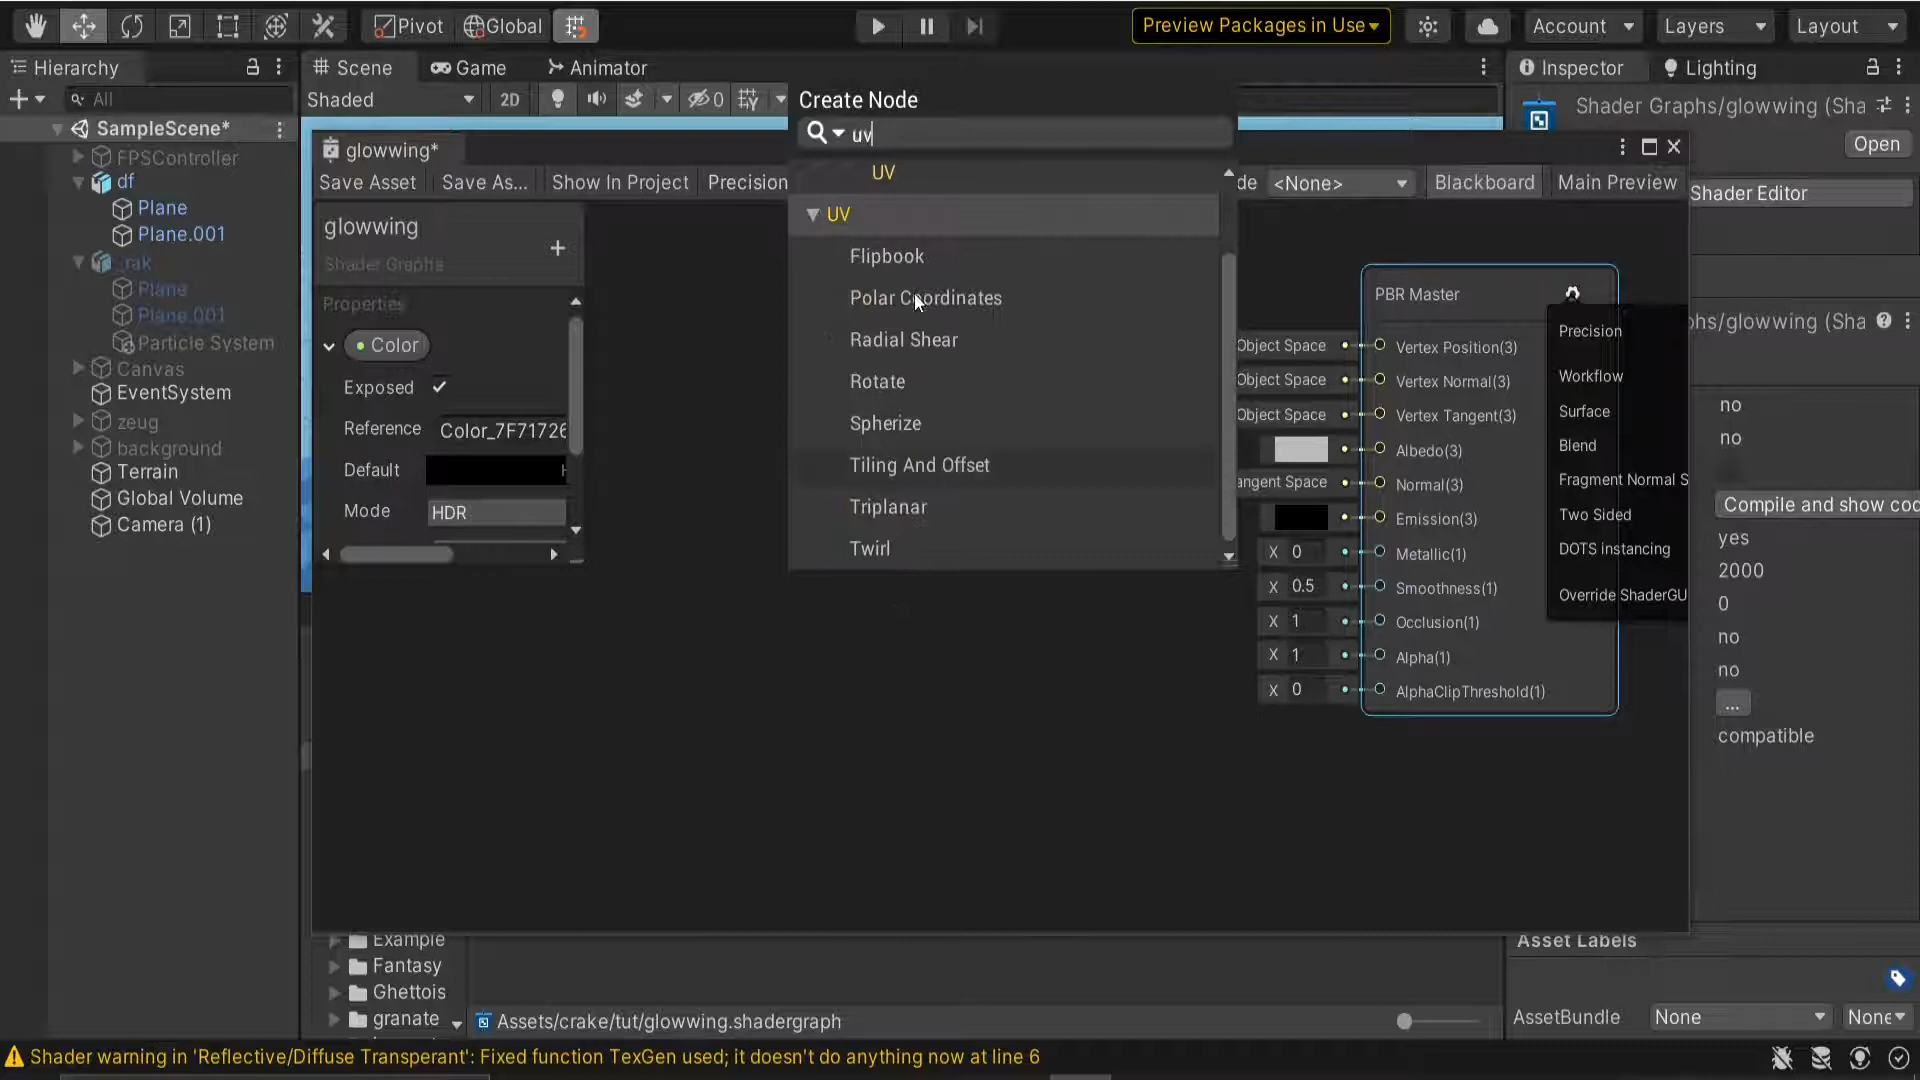 Pivot Global Preview Packages in Use Account Layers Layout
Hierarchy Scene Game Animator Inspector Lighting
All Shaded 2D 0 Create Node Shader Graphs/glowwing (Sha
SampleScene* uv
FPSController glowwing* Open
df Save Asset Save As... Show In Project Precision UV de <None> Blackboard Main Preview Shader Editor
Plane glowwing UV
Plane.001 Shader Graphs
rak Flipbook
Plane Properties Polar Coordinates PBR Master
Plane.001 Radial Shear Precision hs/glowwing (Sha
Particle System Color Object Space Vertex Position(3)
Canvas Exposed Rotate Object Space Vertex Normal(3) Workflow
EventSystem Reference Color_7F71726 Spherize Object Space Vertex Tangent(3) Surface no
zeug Default Tiling And Offset Albedo(3) Blend no
background Mode HDR Triplanar angent Space Normal(3) Fragment Normal S
Terrain Twirl Emission(3) Two Sided Compile and show cod
Global Volume X 0 Metallic(1) DOTS instancing yes
Camera (1) X 0.5 Smoothness(1) Override ShaderGU 2000
X 1 Occlusion(1) 0
X 1 Alpha(1) no
X 0 AlphaClipThreshold(1) no
...
compatible
Example Asset Labels
Fantasy
Ghettois
granate Assets/crake/tut/glowwing.shadergraph AssetBundle None None
Shader warning in 'Reflective/Diffuse Transperant': Fixed function TexGen used; it doesn't do anything now at line 6